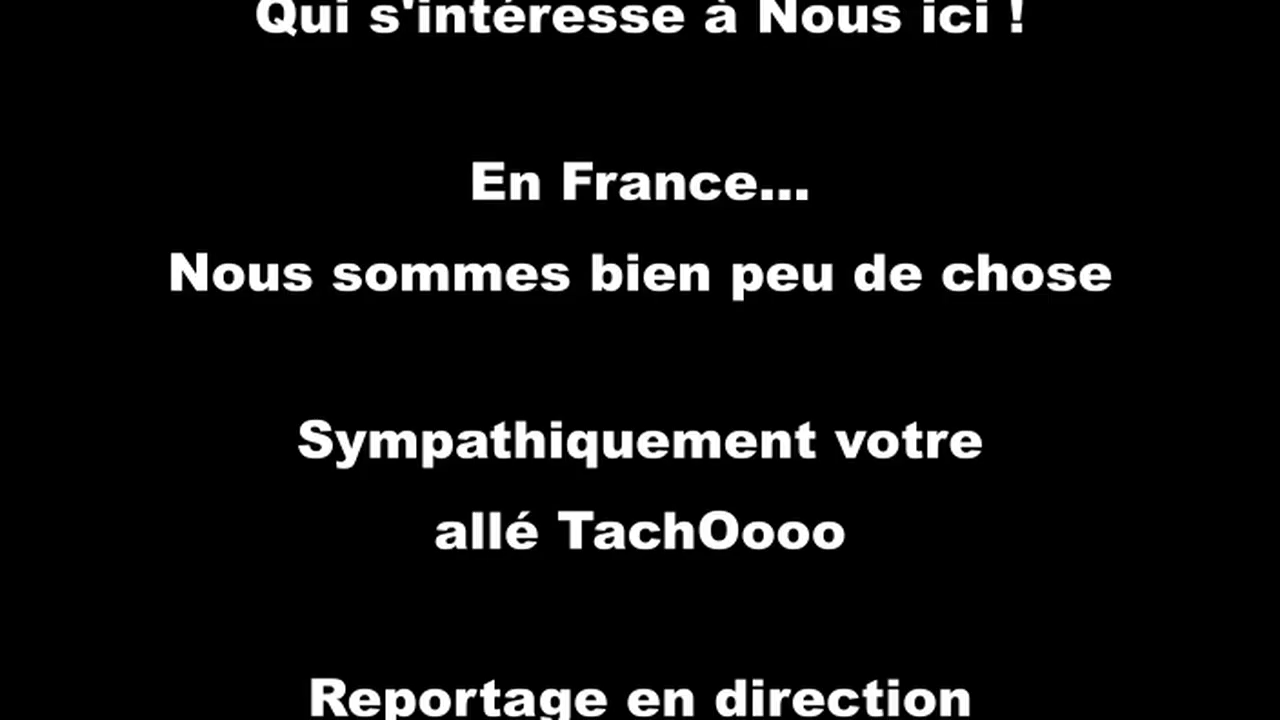 Qui s'intéresse à Nous ici !
En France...
Nous sommes bien peu de chose
Sympathiquement votre
allé TachOooo
Reportage en direction